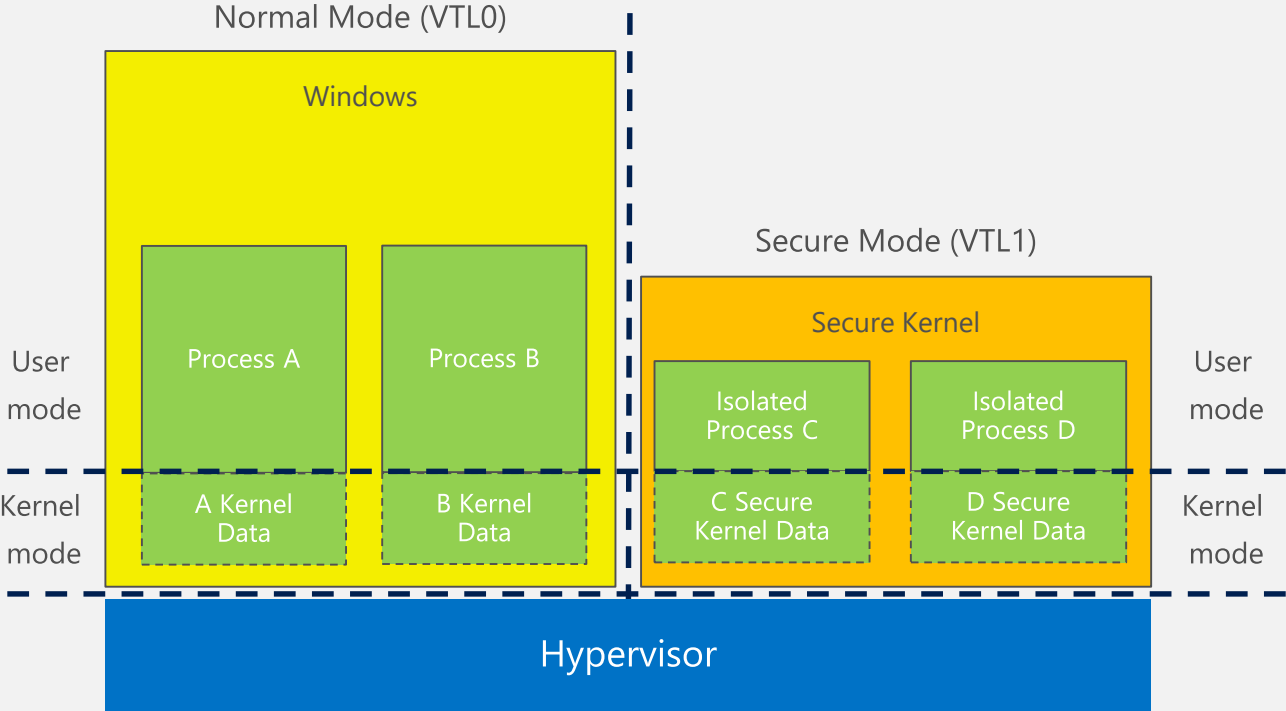 Normal Mode (VTL0)
Windows
Secure Mode (VTL1)
Secure Kernel
User
mode
Process A
Process B
Isolated
Process C
Isolated
Process D
User
mode
Kernel
mode
A Kernel
Data
B Kernel
Data
C Secure
Kernel Data
D Secure
Kernel Data
Kernel
mode
Hypervisor